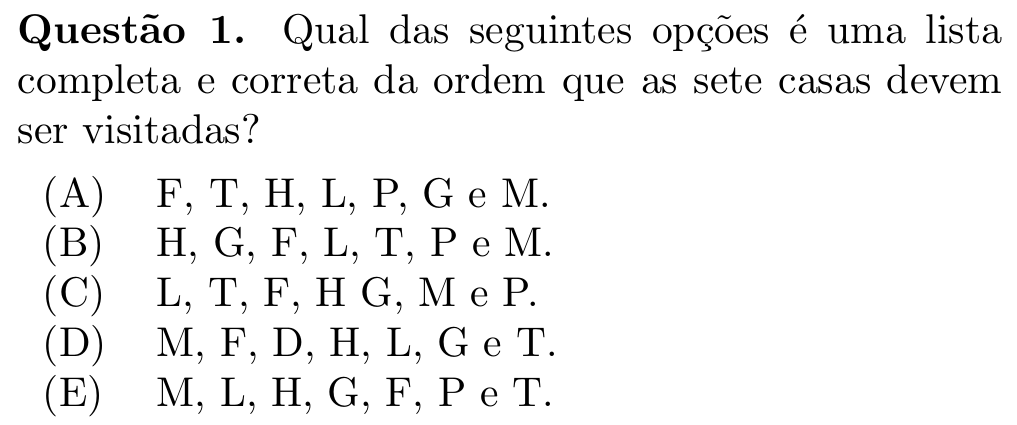 Questão 1. Qual das seguintes opções é uma lista
completa e correta da ordem que as sete casas devem
ser visitadas?
(A) F, T, H, L, P, G e M.
(B) H, G, F, L, T, P e M.
(C) L, T, F, H G, M e P.
(D) M, F, D, H, L, G e T.
(E) M, L, H, G, F, P e T.